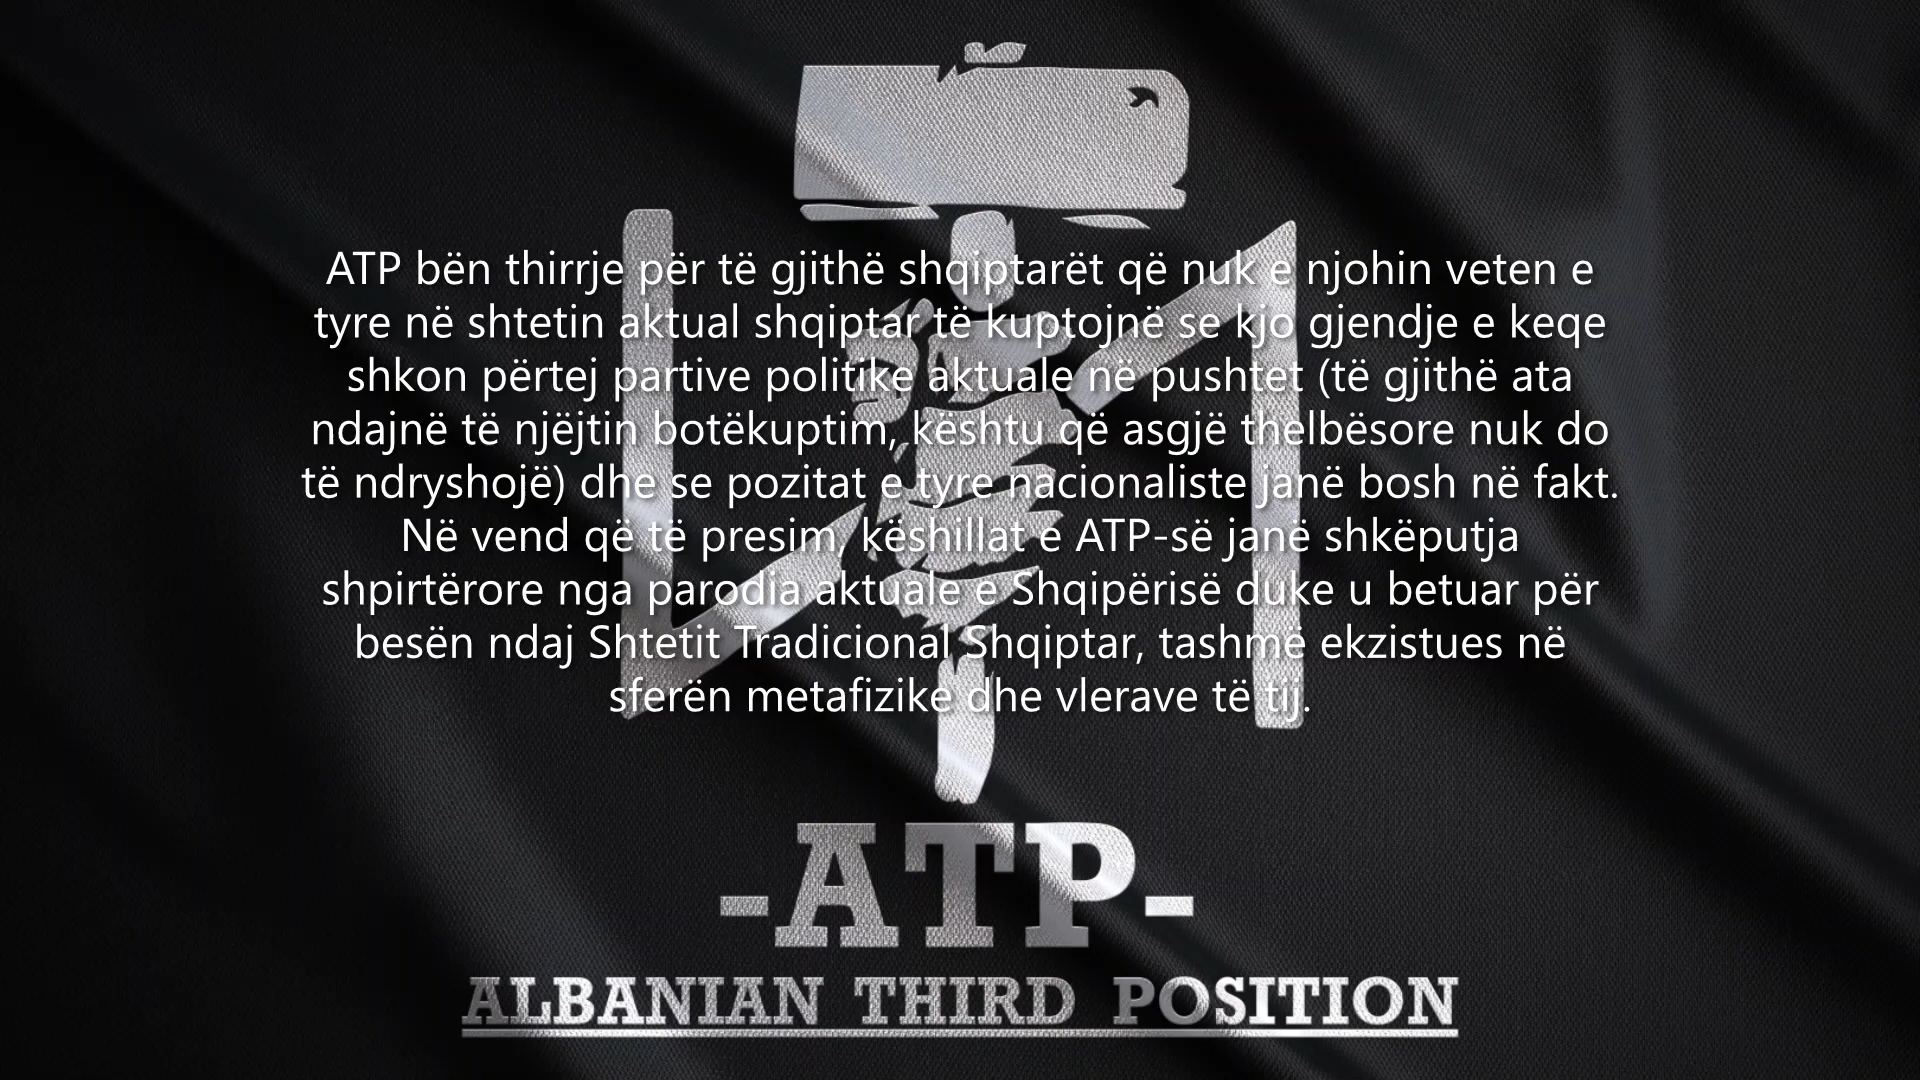 ATP bën thirrje për të gjithë shqiptarët që nuk e njohin veten e
tyre në shtetin aktual shqiptar të kuptojnë se kjo gjendje e keqe
shkon përtej partive politike aktuale në pushtet (të gjithë ata
ndajnë të njëjtin botëkuptim, kështu që asgjë thelbësore nuk do
të ndryshojë) dhe se pozitat e tyre nacionaliste janë bosh në fakt.
Në vend që të presim, këshillat e ATP-së janë shkëputja
shpirtërore nga parodia aktuale e Shqipërisë duke u betuar për
besën ndaj Shtetit Tradicional Shqiptar, tashmë ekzistues në
sferën metafizike dhe vlerave të tij.
-ATP-
ALBANIAN THIRD POSITION